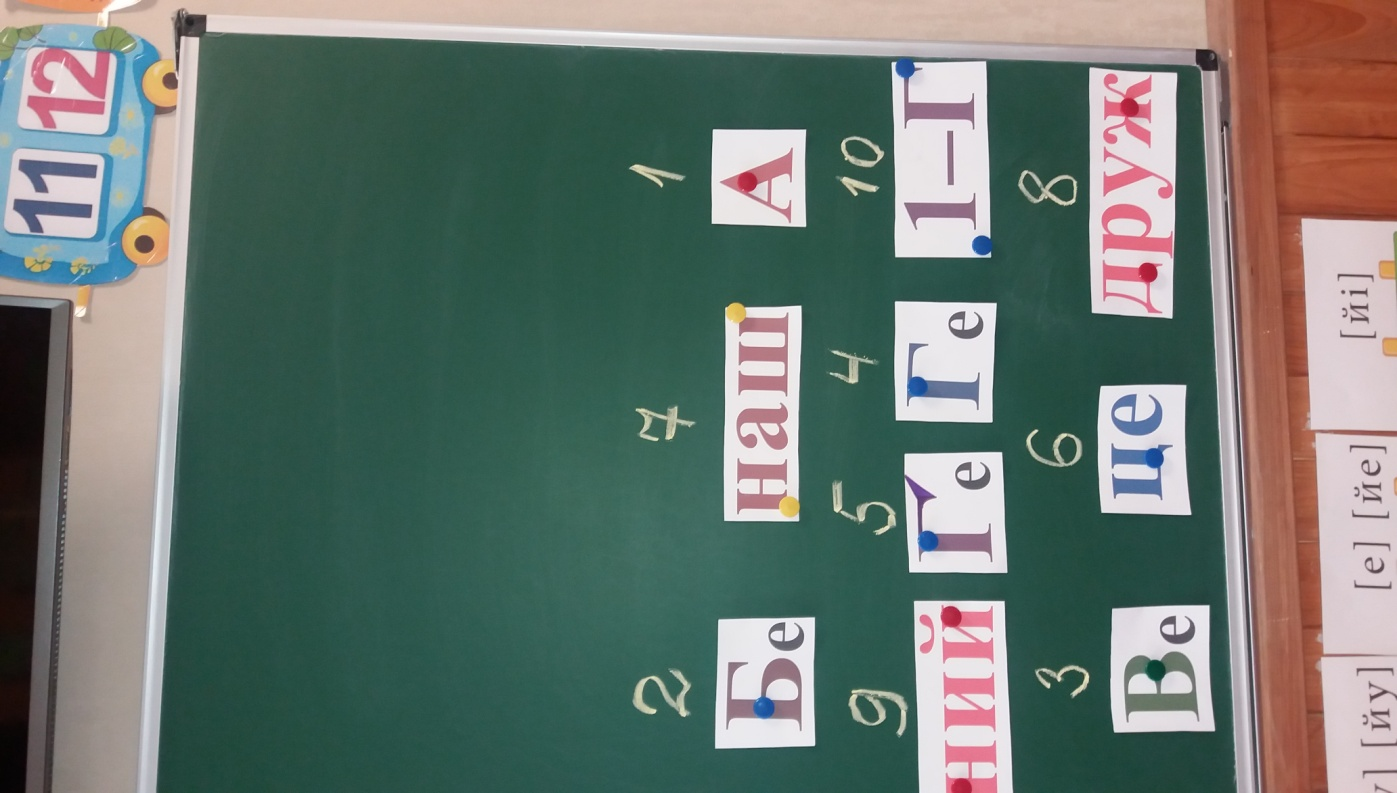 11 12
2 7 1
Бе наш А
9 5 4 10
ний Ґе Ге 1–Г
3 6 8
Ве це друж
[йу] [е] [йе] [йі]